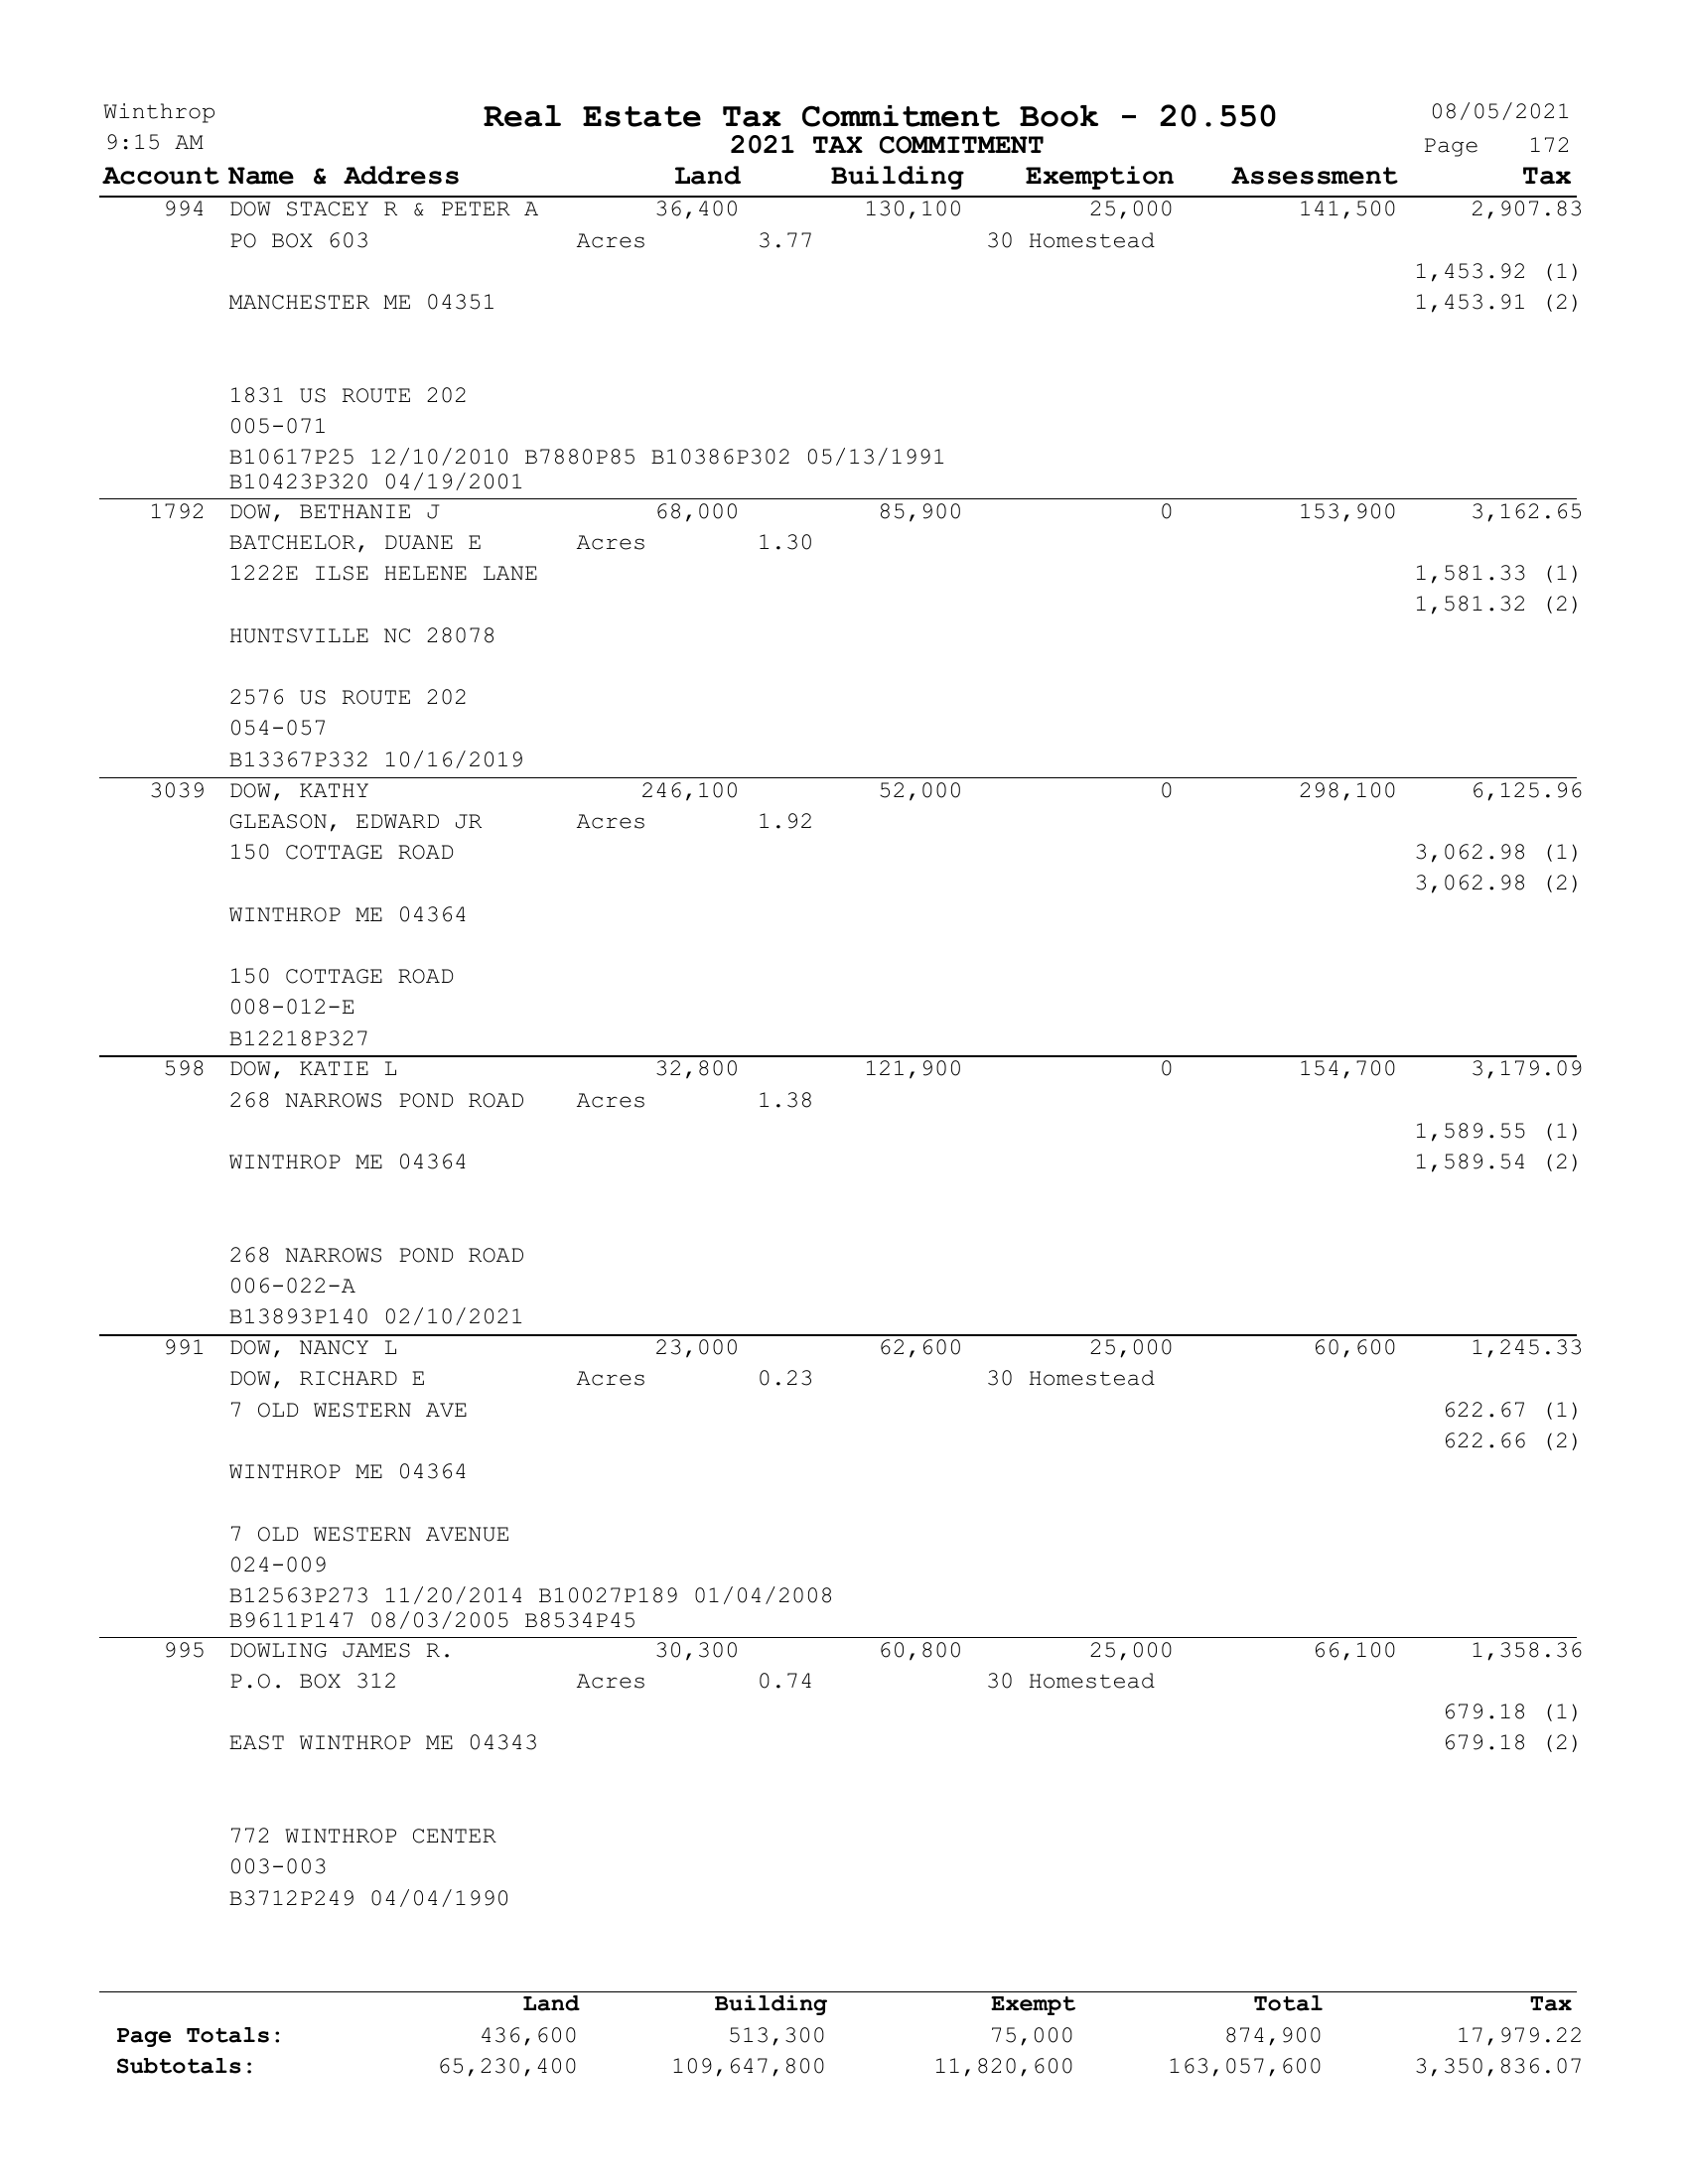 Winthrop Real Estate Tax Commitment Book - 20.550 08/05/2021
9:15 AM 2021 TAX COMMITMENT Page 172
Account Name & Address Land Building Exemption Assessment Tax
994 DOW STACEY R & PETER A 36,400 130,100 25,000 141,500 2,907.83
PO BOX 603 Acres 3.77 30 Homestead
1,453.92 (1)
MANCHESTER ME 04351 1,453.91 (2)
1831 US ROUTE 202
005-071
B10617P25 12/10/2010 B7880P85 B10386P302 05/13/1991
B10423P320 04/19/2001
1792 DOW, BETHANIE J 68,000 85,900 0 153,900 3,162.65
BATCHELOR, DUANE E Acres 1.30
1222E ILSE HELENE LANE 1,581.33 (1)
1,581.32 (2)
HUNTSVILLE NC 28078
2576 US ROUTE 202
054-057
B13367P332 10/16/2019
3039 DOW, KATHY 246,100 52,000 0 298,100 6,125.96
GLEASON, EDWARD JR Acres 1.92
150 COTTAGE ROAD 3,062.98 (1)
3,062.98 (2)
WINTHROP ME 04364
150 COTTAGE ROAD
008-012-E
B12218P327
598 DOW, KATIE L 32,800 121,900 0 154,700 3,179.09
268 NARROWS POND ROAD Acres 1.38
1,589.55 (1)
WINTHROP ME 04364 1,589.54 (2)
268 NARROWS POND ROAD
006-022-A
B13893P140 02/10/2021
991 DOW, NANCY L 23,000 62,600 25,000 60,600 1,245.33
DOW, RICHARD E Acres 0.23 30 Homestead
7 OLD WESTERN AVE 622.67 (1)
622.66 (2)
WINTHROP ME 04364
7 OLD WESTERN AVENUE
024-009
B12563P273 11/20/2014 B10027P189 01/04/2008
B9611P147 08/03/2005 B8534P45
995 DOWLING JAMES R. 30,300 60,800 25,000 66,100 1,358.36
P.O. BOX 312 Acres 0.74 30 Homestead
679.18 (1)
EAST WINTHROP ME 04343 679.18 (2)
772 WINTHROP CENTER
003-003
B3712P249 04/04/1990
Land Building Exempt Total Tax
Page Totals: 436,600 513,300 75,000 874,900 17,979.22
Subtotals: 65,230,400 109,647,800 11,820,600 163,057,600 3,350,836.07